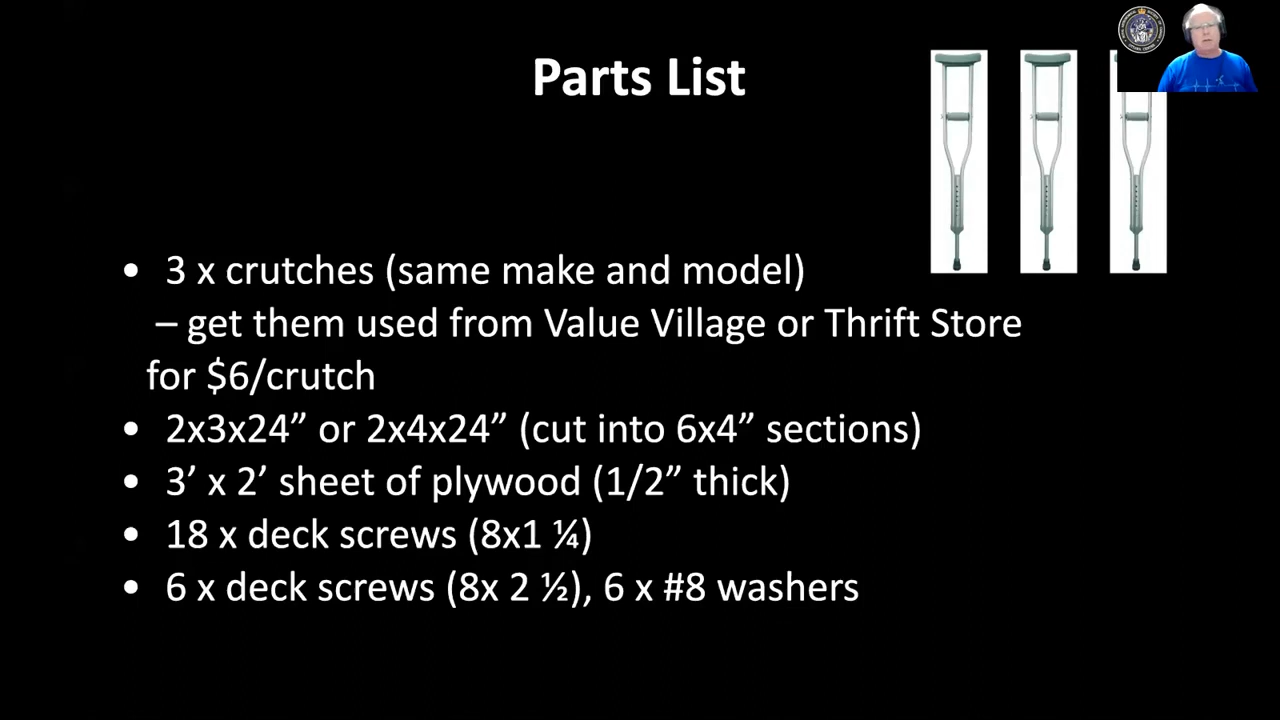 Parts List
• 3 x crutches (same make and model)
– get them used from Value Village or Thrift Store
for $6/crutch
• 2x3x24” or 2x4x24” (cut into 6x4” sections)
• 3’ x 2’ sheet of plywood (1/2” thick)
• 18 x deck screws (8x1 ¼)
• 6 x deck screws (8x 2 ½), 6 x #8 washers